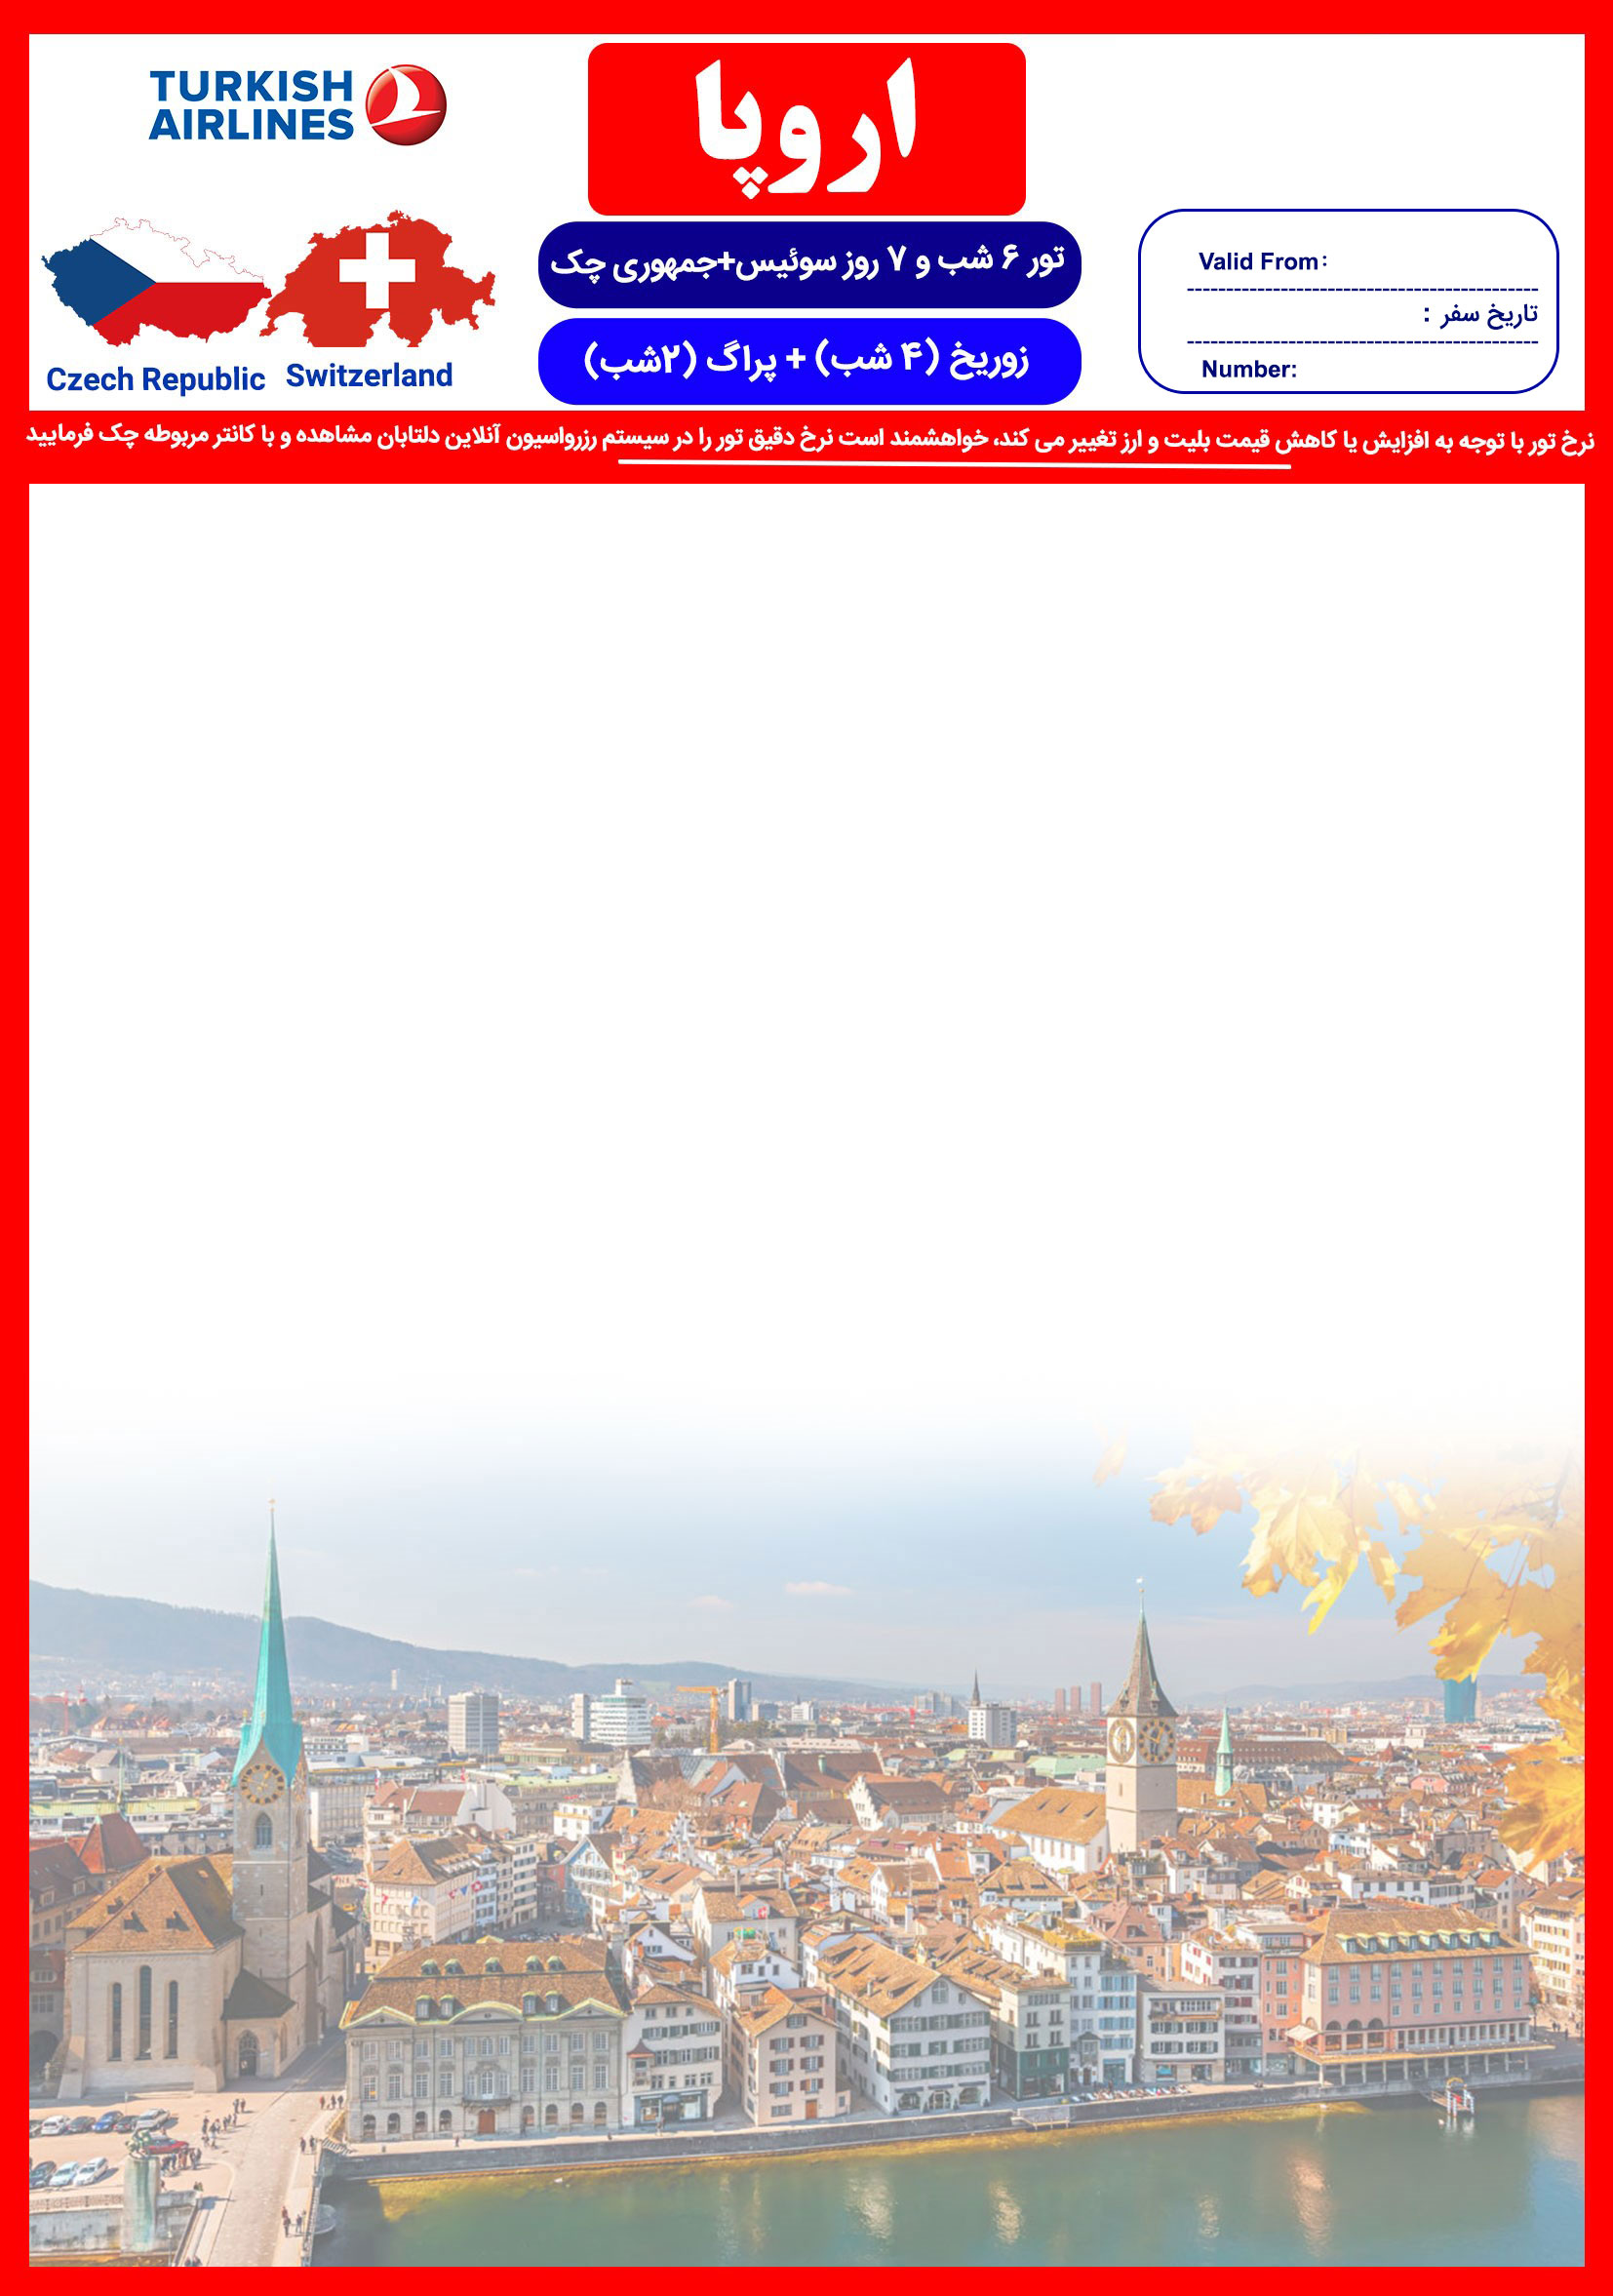 TURKISH
AIRLINES
اروپا
تور ۶ شب و ۷ روز سوئیس+جمهوری چک
زوریخ (۴ شب) + پراگ (۲شب)
Czech Republic
Switzerland
Valid From:
تاریخ سفر :
Number:
نرخ تور با توجه به افزایش یا کاهش قیمت بلیت و ارز تغییر می کند، خواهشمند است نرخ دقیق تور را در سیستم رزرواسیون آنلاین دلتابان مشاهده و با کانتر مربوطه چک فرمایید